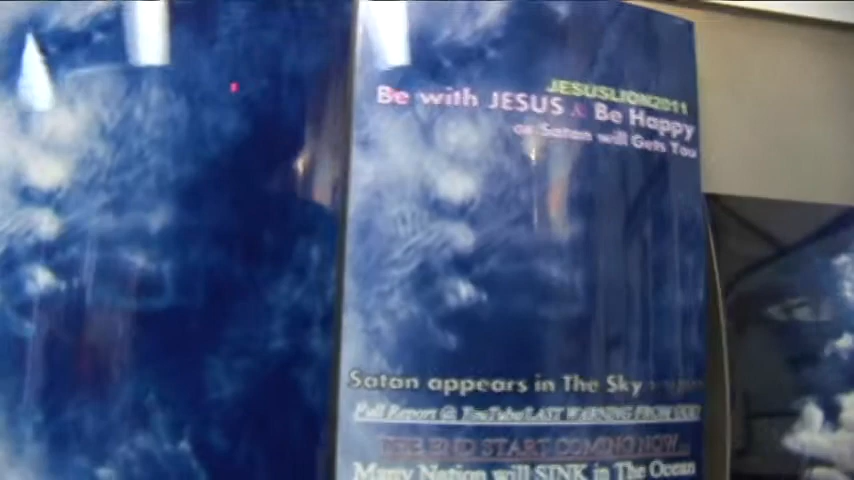 JESUSLION2011
Be with JESUS & Be Happy
or Satan will Gets You
Satan appears in The Sky
Full Report @ YouTube LAST WARNING FROM GOD
THE END START COMING NOW...
Many Nation will SINK in The Ocean